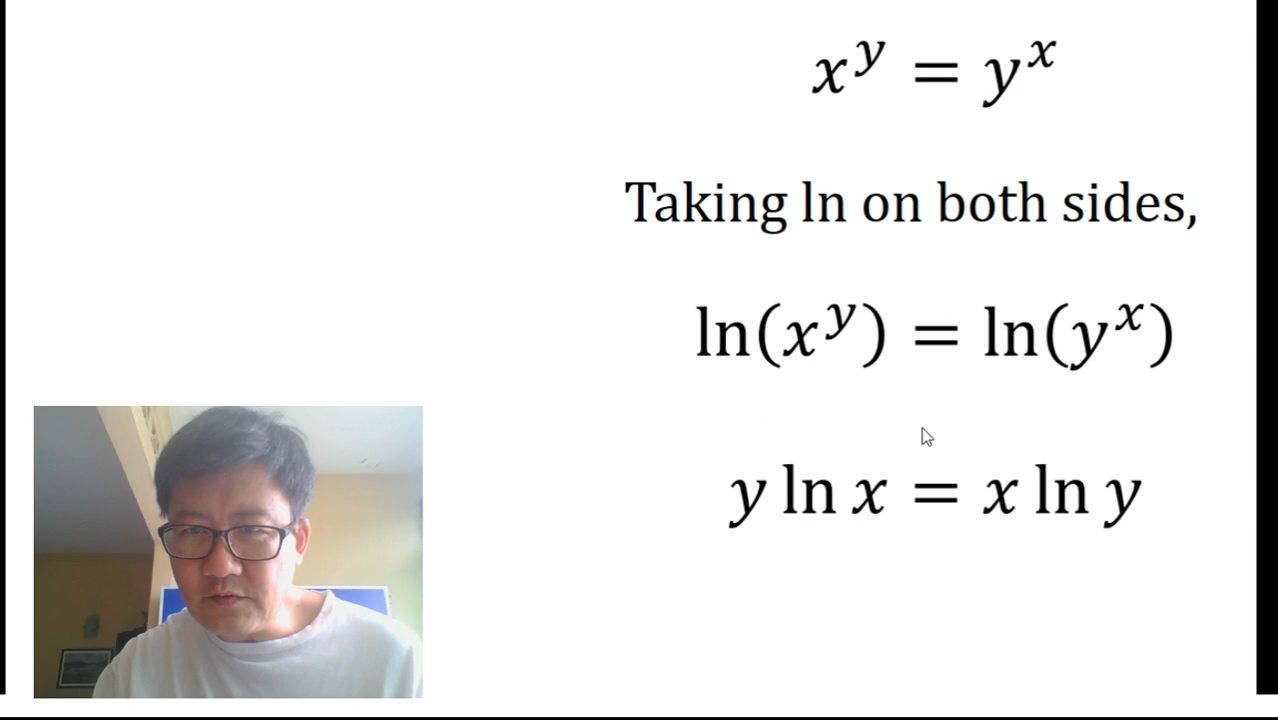 x^y = y^x
Taking ln on both sides,
ln(x^y) = ln(y^x)
y ln x = x ln y